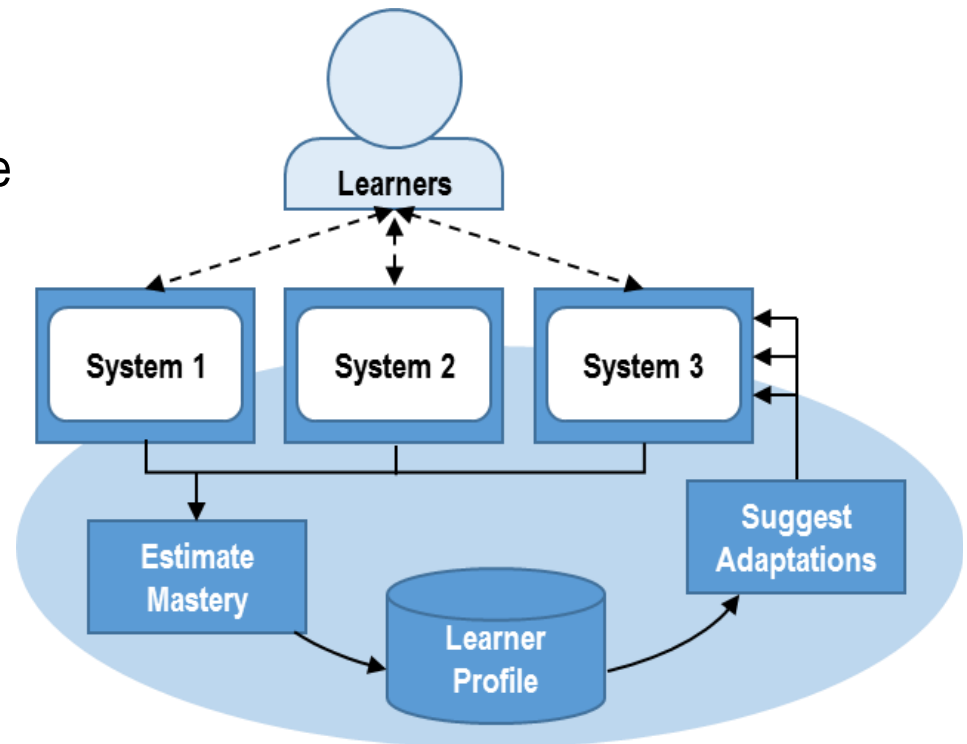 e
Learners
System 1
System 2
System 3
Estimate
Mastery
Learner
Profile
Suggest
Adaptations